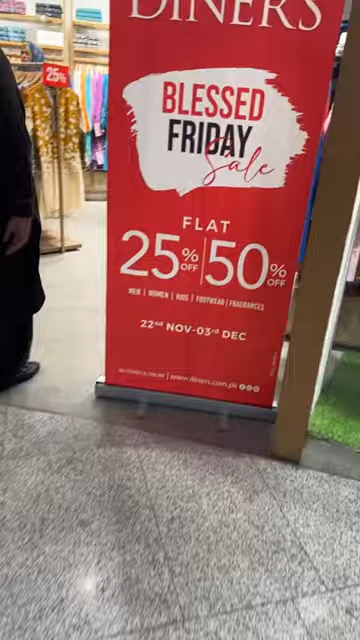 DINERS
25%
BLESSED
FRIDAY
Sale
FLAT
25% OFF | 50% OFF
MEN | WOMEN | KIDS | FOOTWEAR | FRAGRANCES
22nd NOV-03rd DEC
www.diners.com.pk